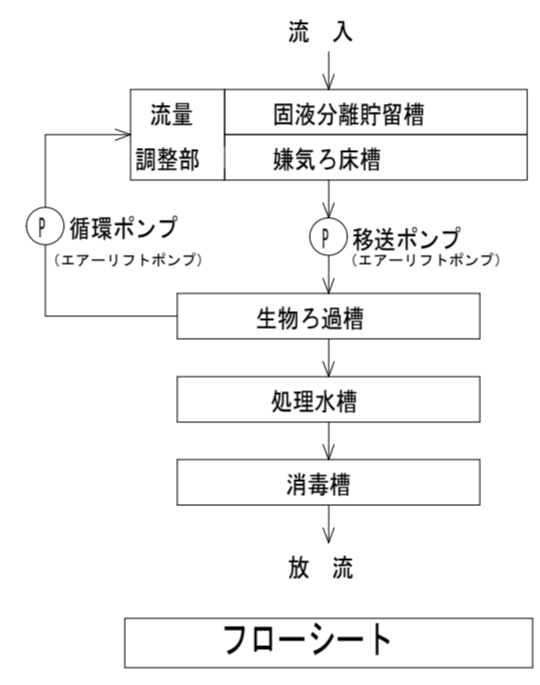 流　入
流量
調整部
固液分離貯留槽
嫌気ろ床槽
P
循環ポンプ
（エアーリフトポンプ）
P
移送ポンプ
（エアーリフトポンプ）
生物ろ過槽
処理水槽
消毒槽
放　流
フローシート